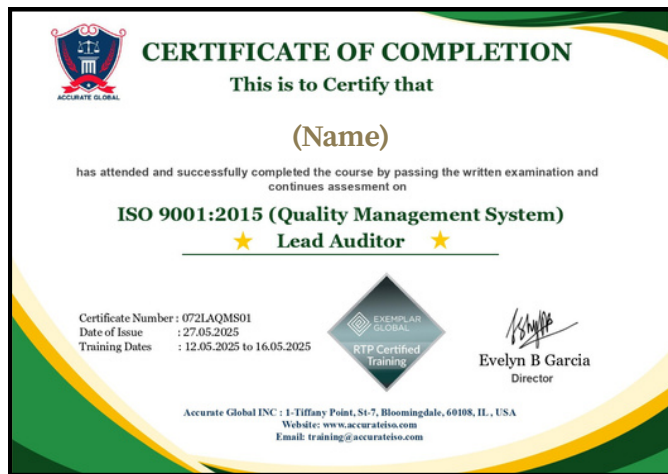 ACCURATE GLOBAL
CERTIFICATE OF COMPLETION
This is to Certify that
(Name)
has attended and successfully completed the course by passing the written examination and
continues assesment on
ISO 9001:2015 (Quality Management System)
Lead Auditor
Certificate Number : 072LAQMS01
Date of Issue : 27.05.2025
Training Dates : 12.05.2025 to 16.05.2025
EXEMPLAR
GLOBAL
RTP Certified
Training
Evelyn B Garcia
Director
Accurate Global INC : 1-Tiffany Point, St-7, Bloomingdale, 60108, IL , USA
Website: www.accurateiso.com
Email: training@accurateiso.com